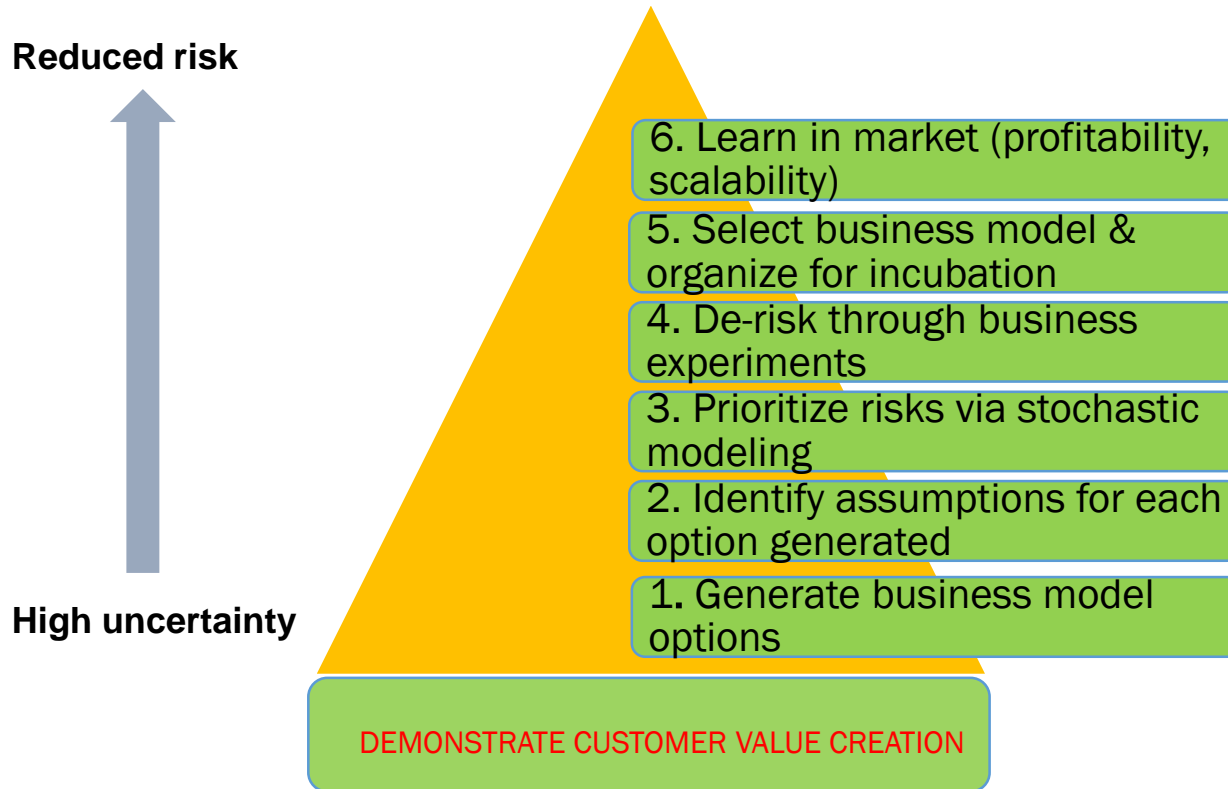 Reduced risk
6. Learn in market (profitability,
scalability)
5. Select business model &
organize for incubation
4. De-risk through business
experiments
3. Prioritize risks via stochastic
modeling
2. Identify assumptions for each
option generated
1. Generate business model
options
High uncertainty
DEMONSTRATE CUSTOMER VALUE CREATION